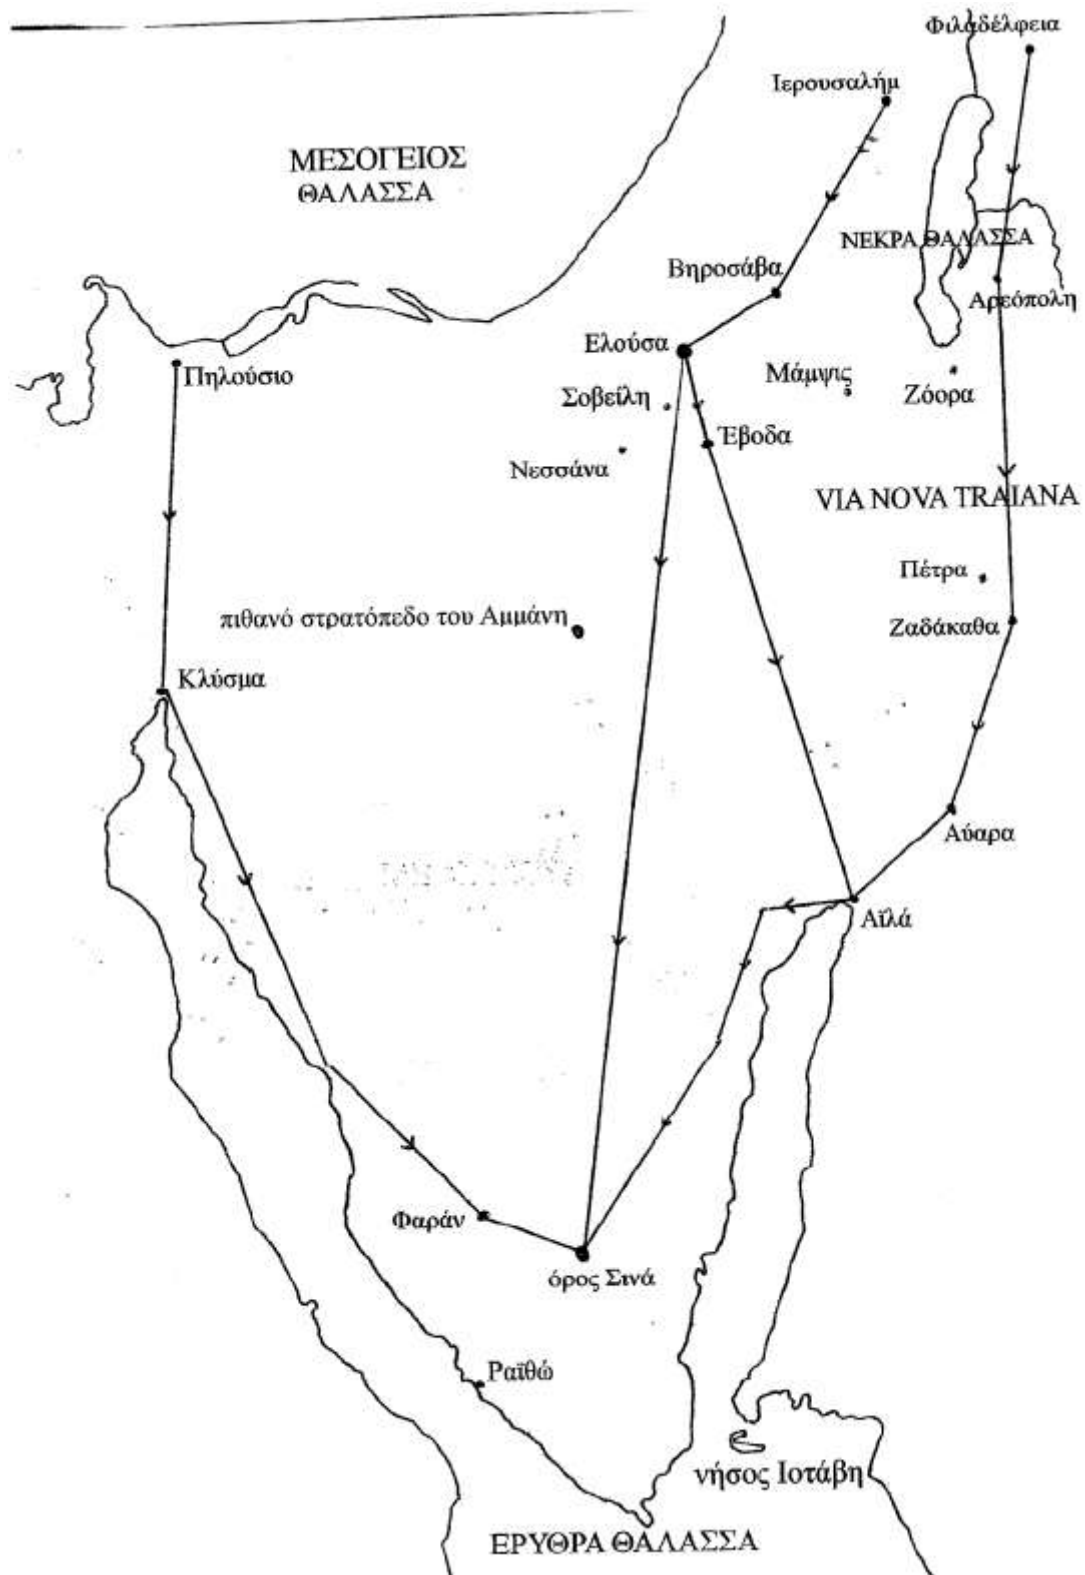 Φιλαδέλφεια
Ιερουσαλήμ
ΜΕΣΟΓΕΙΟΣ
ΘΑΛΑΣΣΑ
ΝΕΚΡΑ ΘΑΛΑΣΣΑ
Βηροσάβα
Αρεόπολη
Ελούσα
Πηλούσιο
Μάμψις
Ζόορα
Σοβείλη
Έβοδα
Νεσσάνα
VIA NOVA TRAIANA
Πέτρα
πιθανό στρατόπεδο του Αμμάνη
Ζαδάκαθα
Κλύσμα
Αύαρα
Αϊλά
Φαράν
όρος Σινά
Ραϊθώ
νήσος Ιοτάβη
ΕΡΥΘΡΑ ΘΑΛΑΣΣΑ